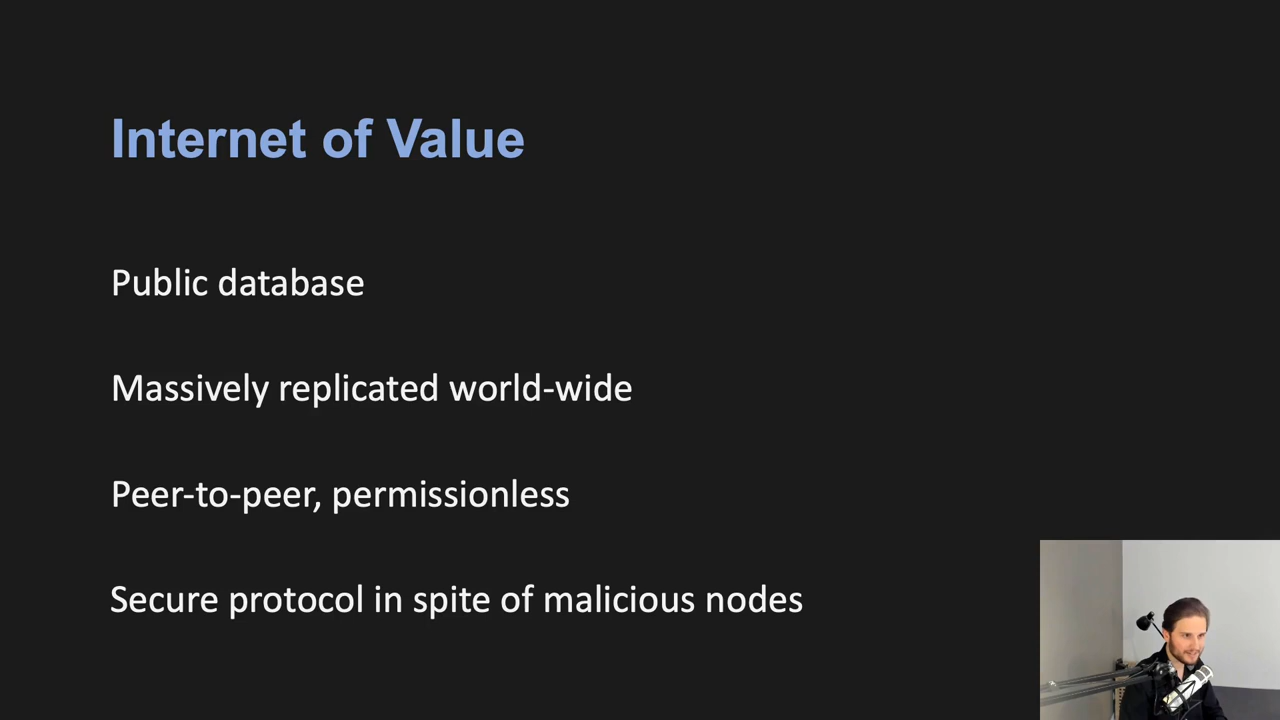 Internet of Value
Public database
Massively replicated world-wide
Peer-to-peer, permissionless
Secure protocol in spite of malicious nodes